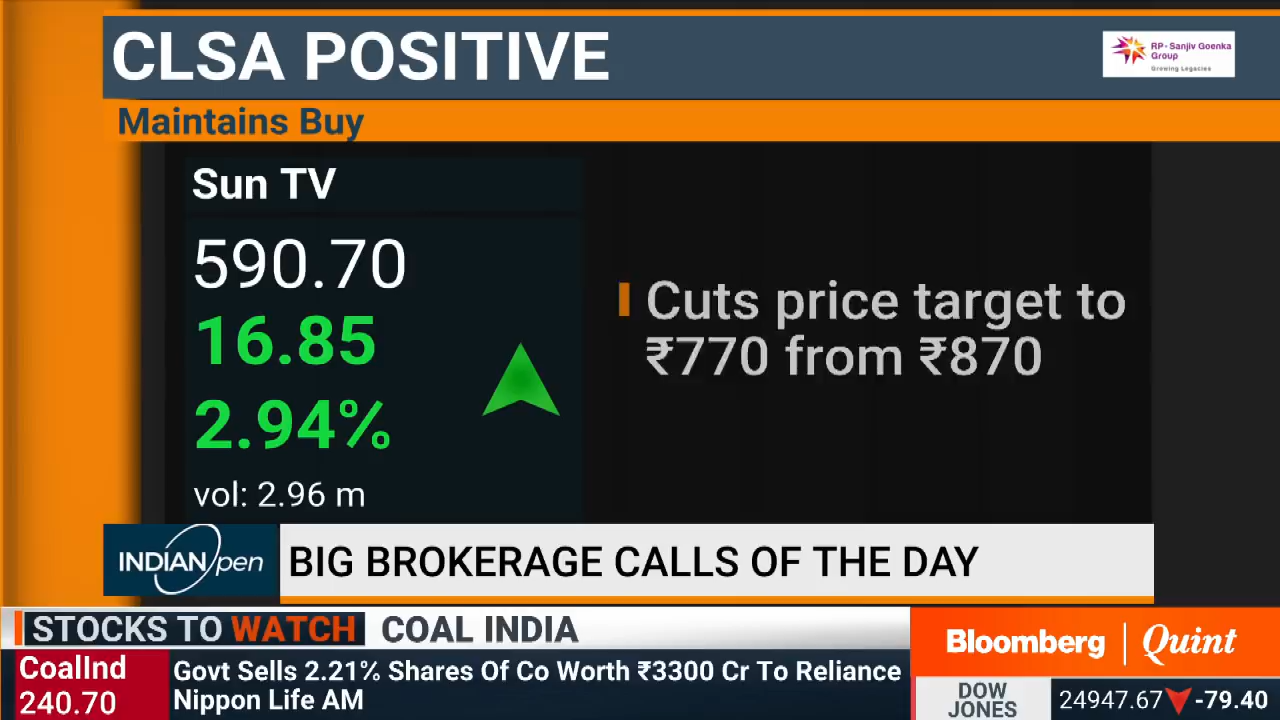 CLSA POSITIVE
RP-Sanjiv Goenka
Group
Growing Legacies
Maintains Buy
Sun TV
590.70
16.85
2.94%
vol: 2.96 m
Cuts price target to
₹770 from ₹870
INDIAN Open
BIG BROKERAGE CALLS OF THE DAY
STOCKS TO WATCH COAL INDIA
CoalInd
240.70
Govt Sells 2.21% Shares Of Co Worth ₹3300 Cr To Reliance
Nippon Life AM
Bloomberg | Quint
DOW
JONES
24947.67 -79.40